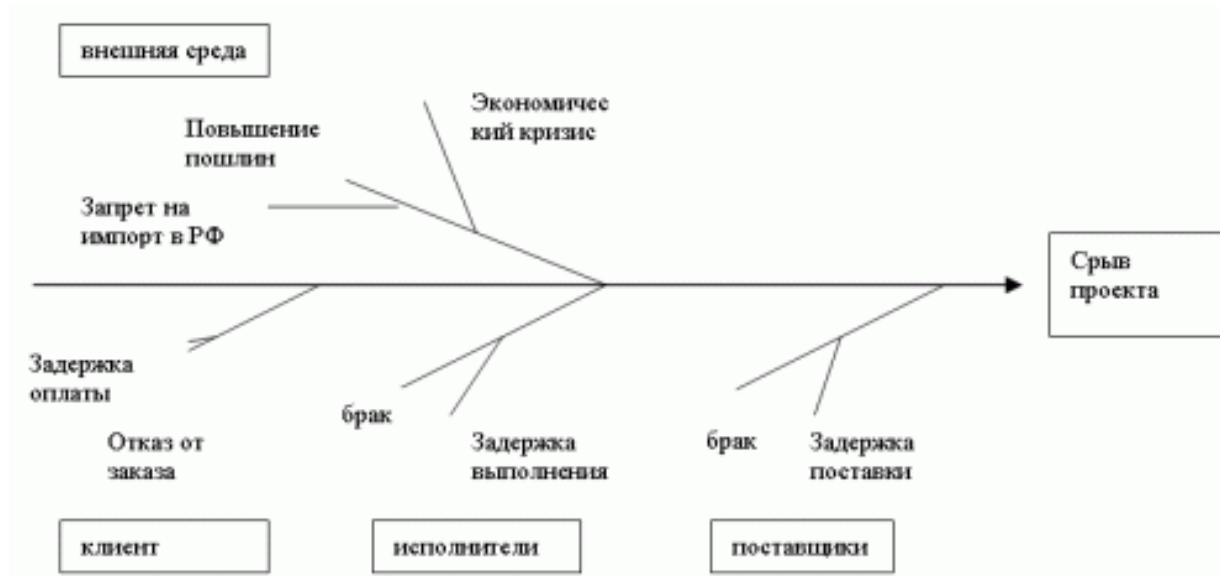 внешняя среда
Экономичес
кий кризис
Повышение
пошлин
Запрет на
импорт в РФ
Срыв
проекта
Задержка
оплаты
Отказ от
заказа
брак
Задержка
выполнения
брак
Задержка
поставки
клиент
исполнители
поставщики